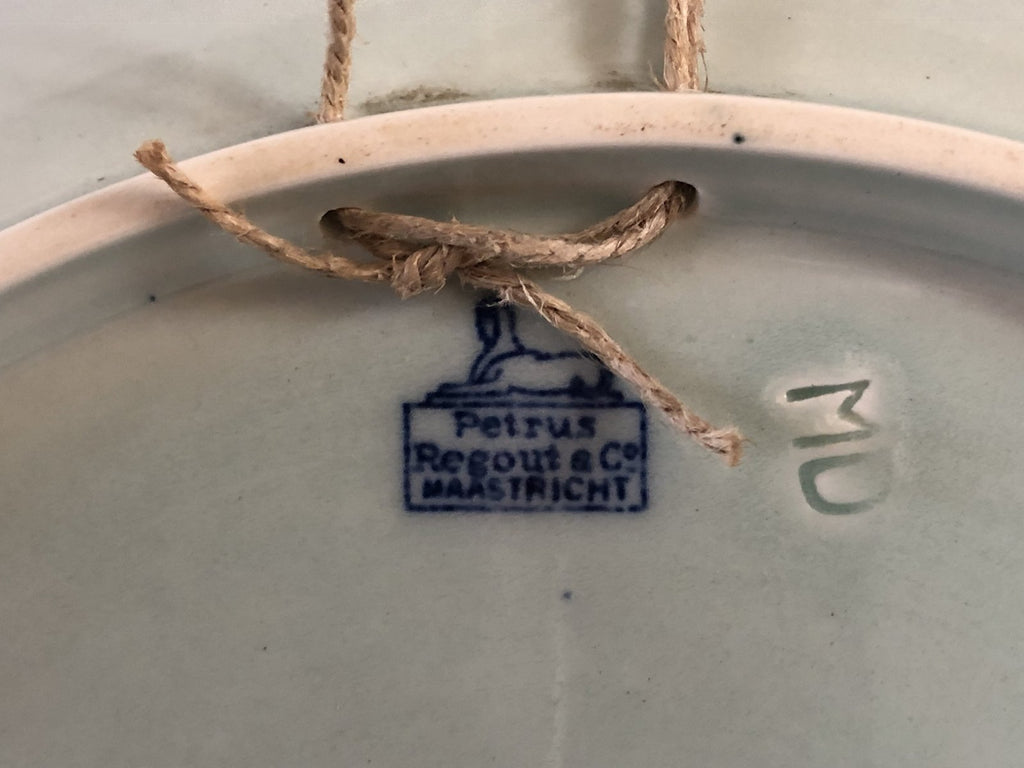 Petrus
Regout & Co
MAASTRICHT